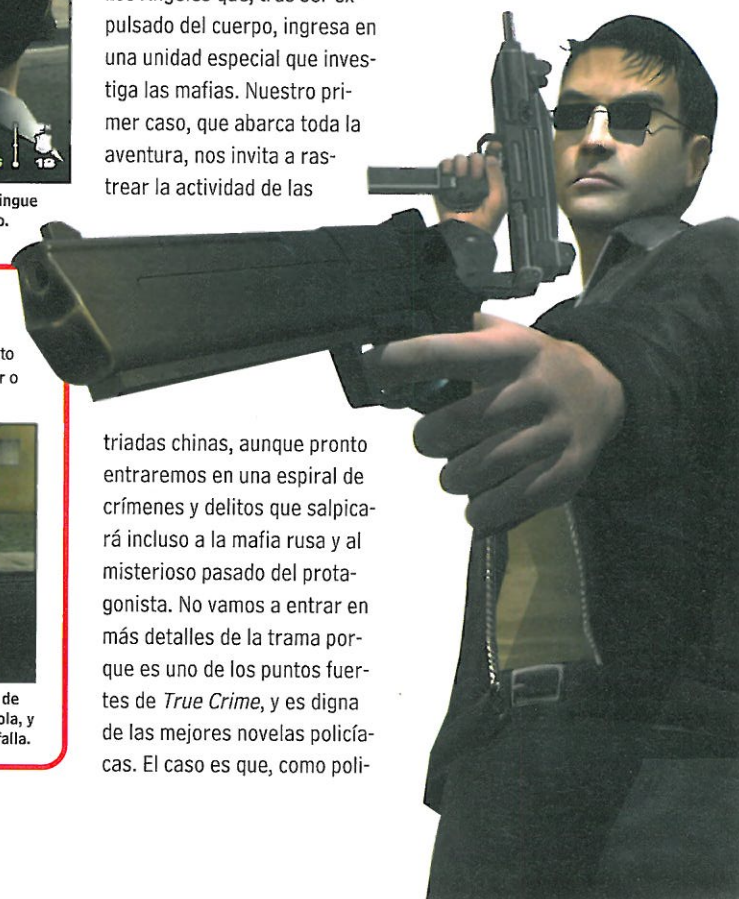 pulsado del cuerpo, ingresa en
una unidad especial que inves-
tiga las mafias. Nuestro pri-
mer caso, que abarca toda la
aventura, nos invita a ras-
trear la actividad de las
triadas chinas, aunque pronto
entraremos en una espiral de
crímenes y delitos que salpica-
rá incluso a la mafia rusa y al
misterioso pasado del prota-
gonista. No vamos a entrar en
más detalles de la trama por-
que es uno de los puntos fuer-
tes de True Crime, y es digna
de las mejores novelas policía-
cas. El caso es que, como poli-
18
ingue
o.
to
r o
de
ola, y
falla.